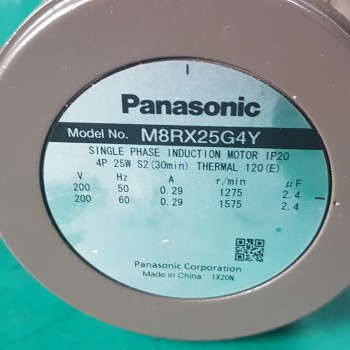 Panasonic
Model No. M8RX25G4Y
SINGLE PHASE INDUCTION MOTOR IP20
4P 25W S2(30min) THERMAL 120(E)
V Hz A r/min μF
200 50 0.29 1275 2.4
200 60 0.29 1575 2.4
Panasonic Corporation
Made in China 1X20N